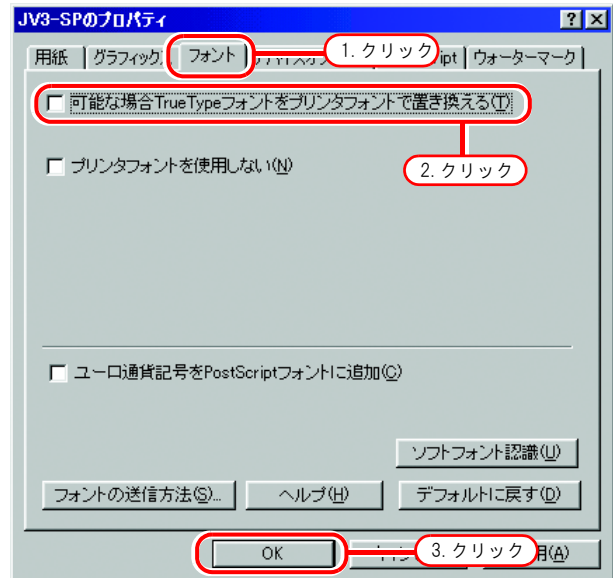 JV3-SPのプロパティ
用紙 グラフィックス フォント 1.クリック ipt ウォーターマーク
可能な場合TrueTypeフォントをプリンタフォントで置き換える(T)
2.クリック
プリンタフォントを使用しない(N)
ユーロ通貨記号をPostScriptフォントに追加(C)
ソフトフォント認識(U)
フォントの送信方法(S)... ヘルプ(H) デフォルトに戻す(D)
OK 3.クリック 用(A)